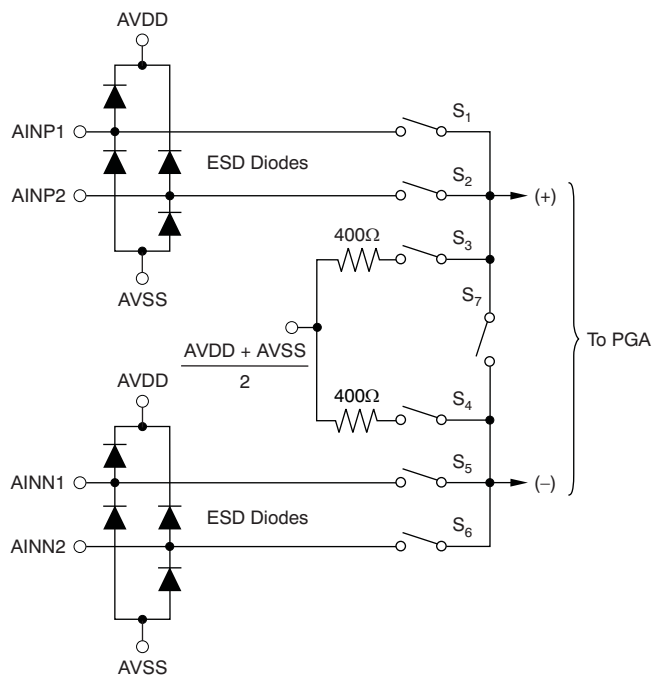 AVDD
AINP1
S1
ESD Diodes
AINP2
S2
(+)
400Ω
S3
AVSS
S7
To PGA
AVDD + AVSS
2
AVDD
400Ω
S4
AINN1
S5
(−)
ESD Diodes
AINN2
S6
AVSS